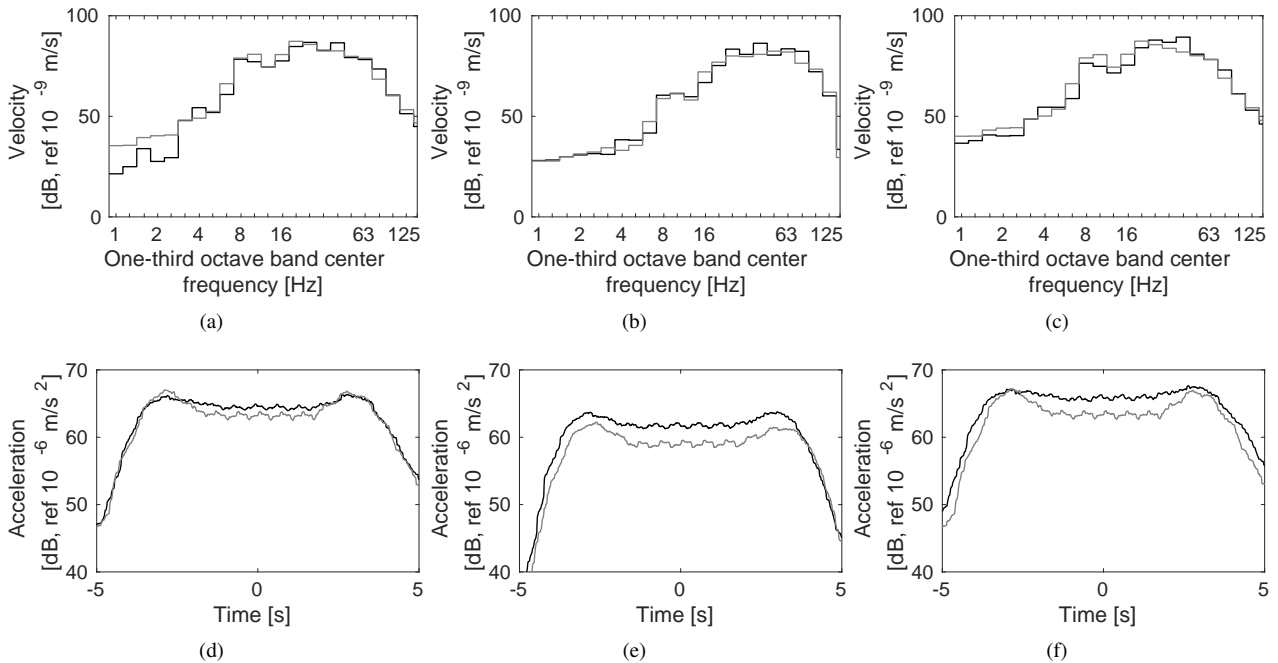 100
50
0
Velocity
[dB, ref 10 -9 m/s]
1 2 4 8 16 63 125
One-third octave band center
frequency [Hz]
(a)
100
50
0
Velocity
[dB, ref 10 -9 m/s]
1 2 4 8 16 63 125
One-third octave band center
frequency [Hz]
(b)
100
50
0
Velocity
[dB, ref 10 -9 m/s]
1 2 4 8 16 63 125
One-third octave band center
frequency [Hz]
(c)
70
60
50
40
Acceleration
[dB, ref 10 -6 m/s 2]
-5 0 5
Time [s]
(d)
70
60
50
40
Acceleration
[dB, ref 10 -6 m/s 2]
-5 0 5
Time [s]
(e)
70
60
50
40
Acceleration
[dB, ref 10 -6 m/s 2]
-5 0 5
Time [s]
(f)